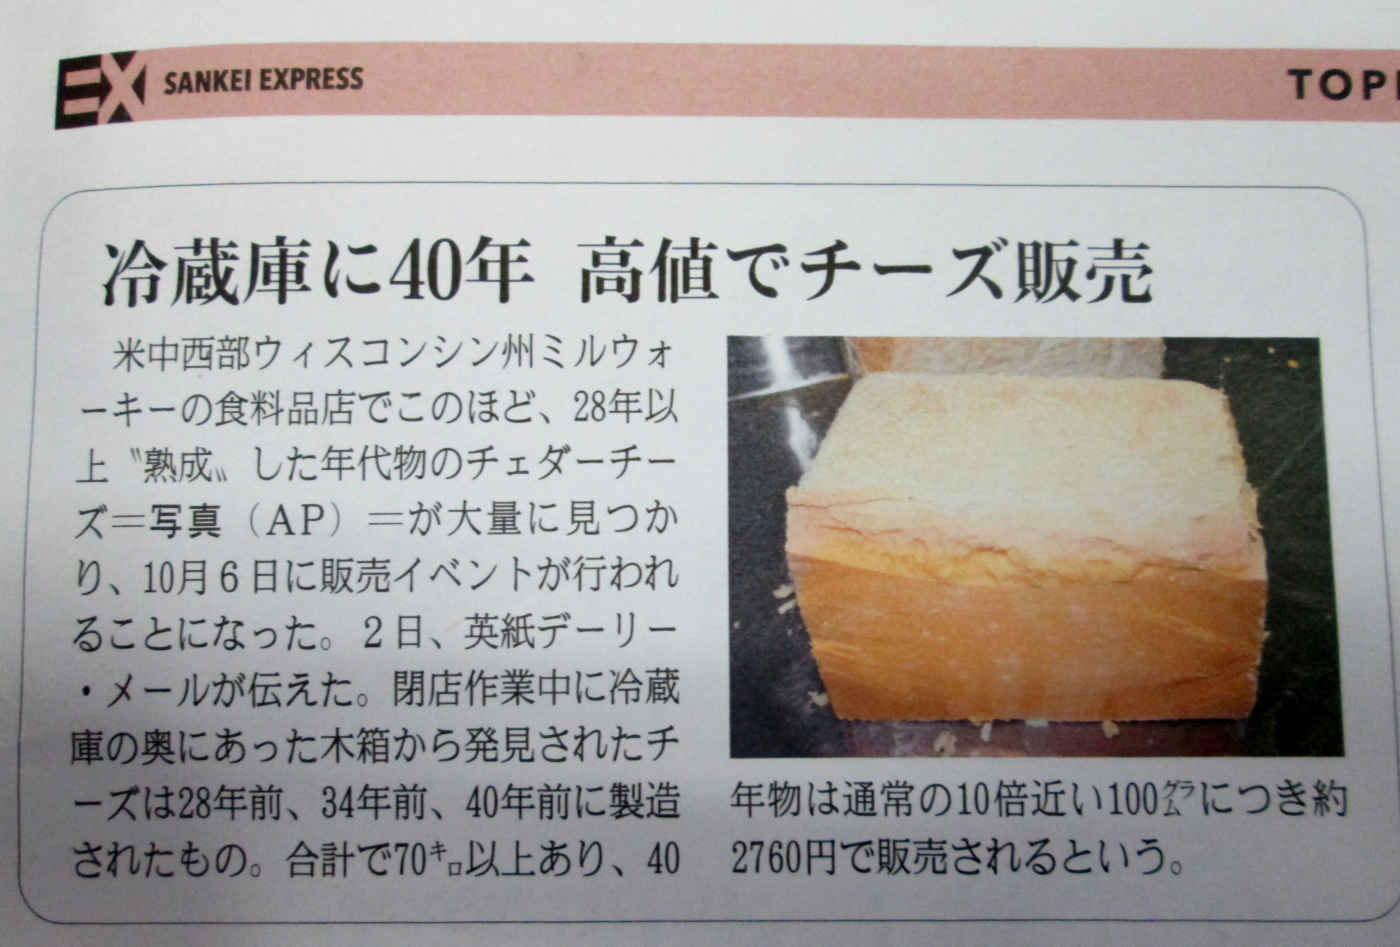 EX SANKEI EXPRESS
冷蔵庫に40年 高値でチーズ販売
米中西部ウィスコンシン州ミルウォ
ーキーの食料品店でこのほど、28年以
上〝熟成〟した年代物のチェダーチー
ズ＝写真（AP）＝が大量に見つか
り、10月6日に販売イベントが行われ
ることになった。2日、英紙デーリー
・メールが伝えた。閉店作業中に冷蔵
庫の奥にあった木箱から発見されたチ
ーズは28年前、34年前、40年前に製造
されたもの。合計で70㌔以上あり、40
年物は通常の10倍近い100㌘につき約
2760円で販売されるという。